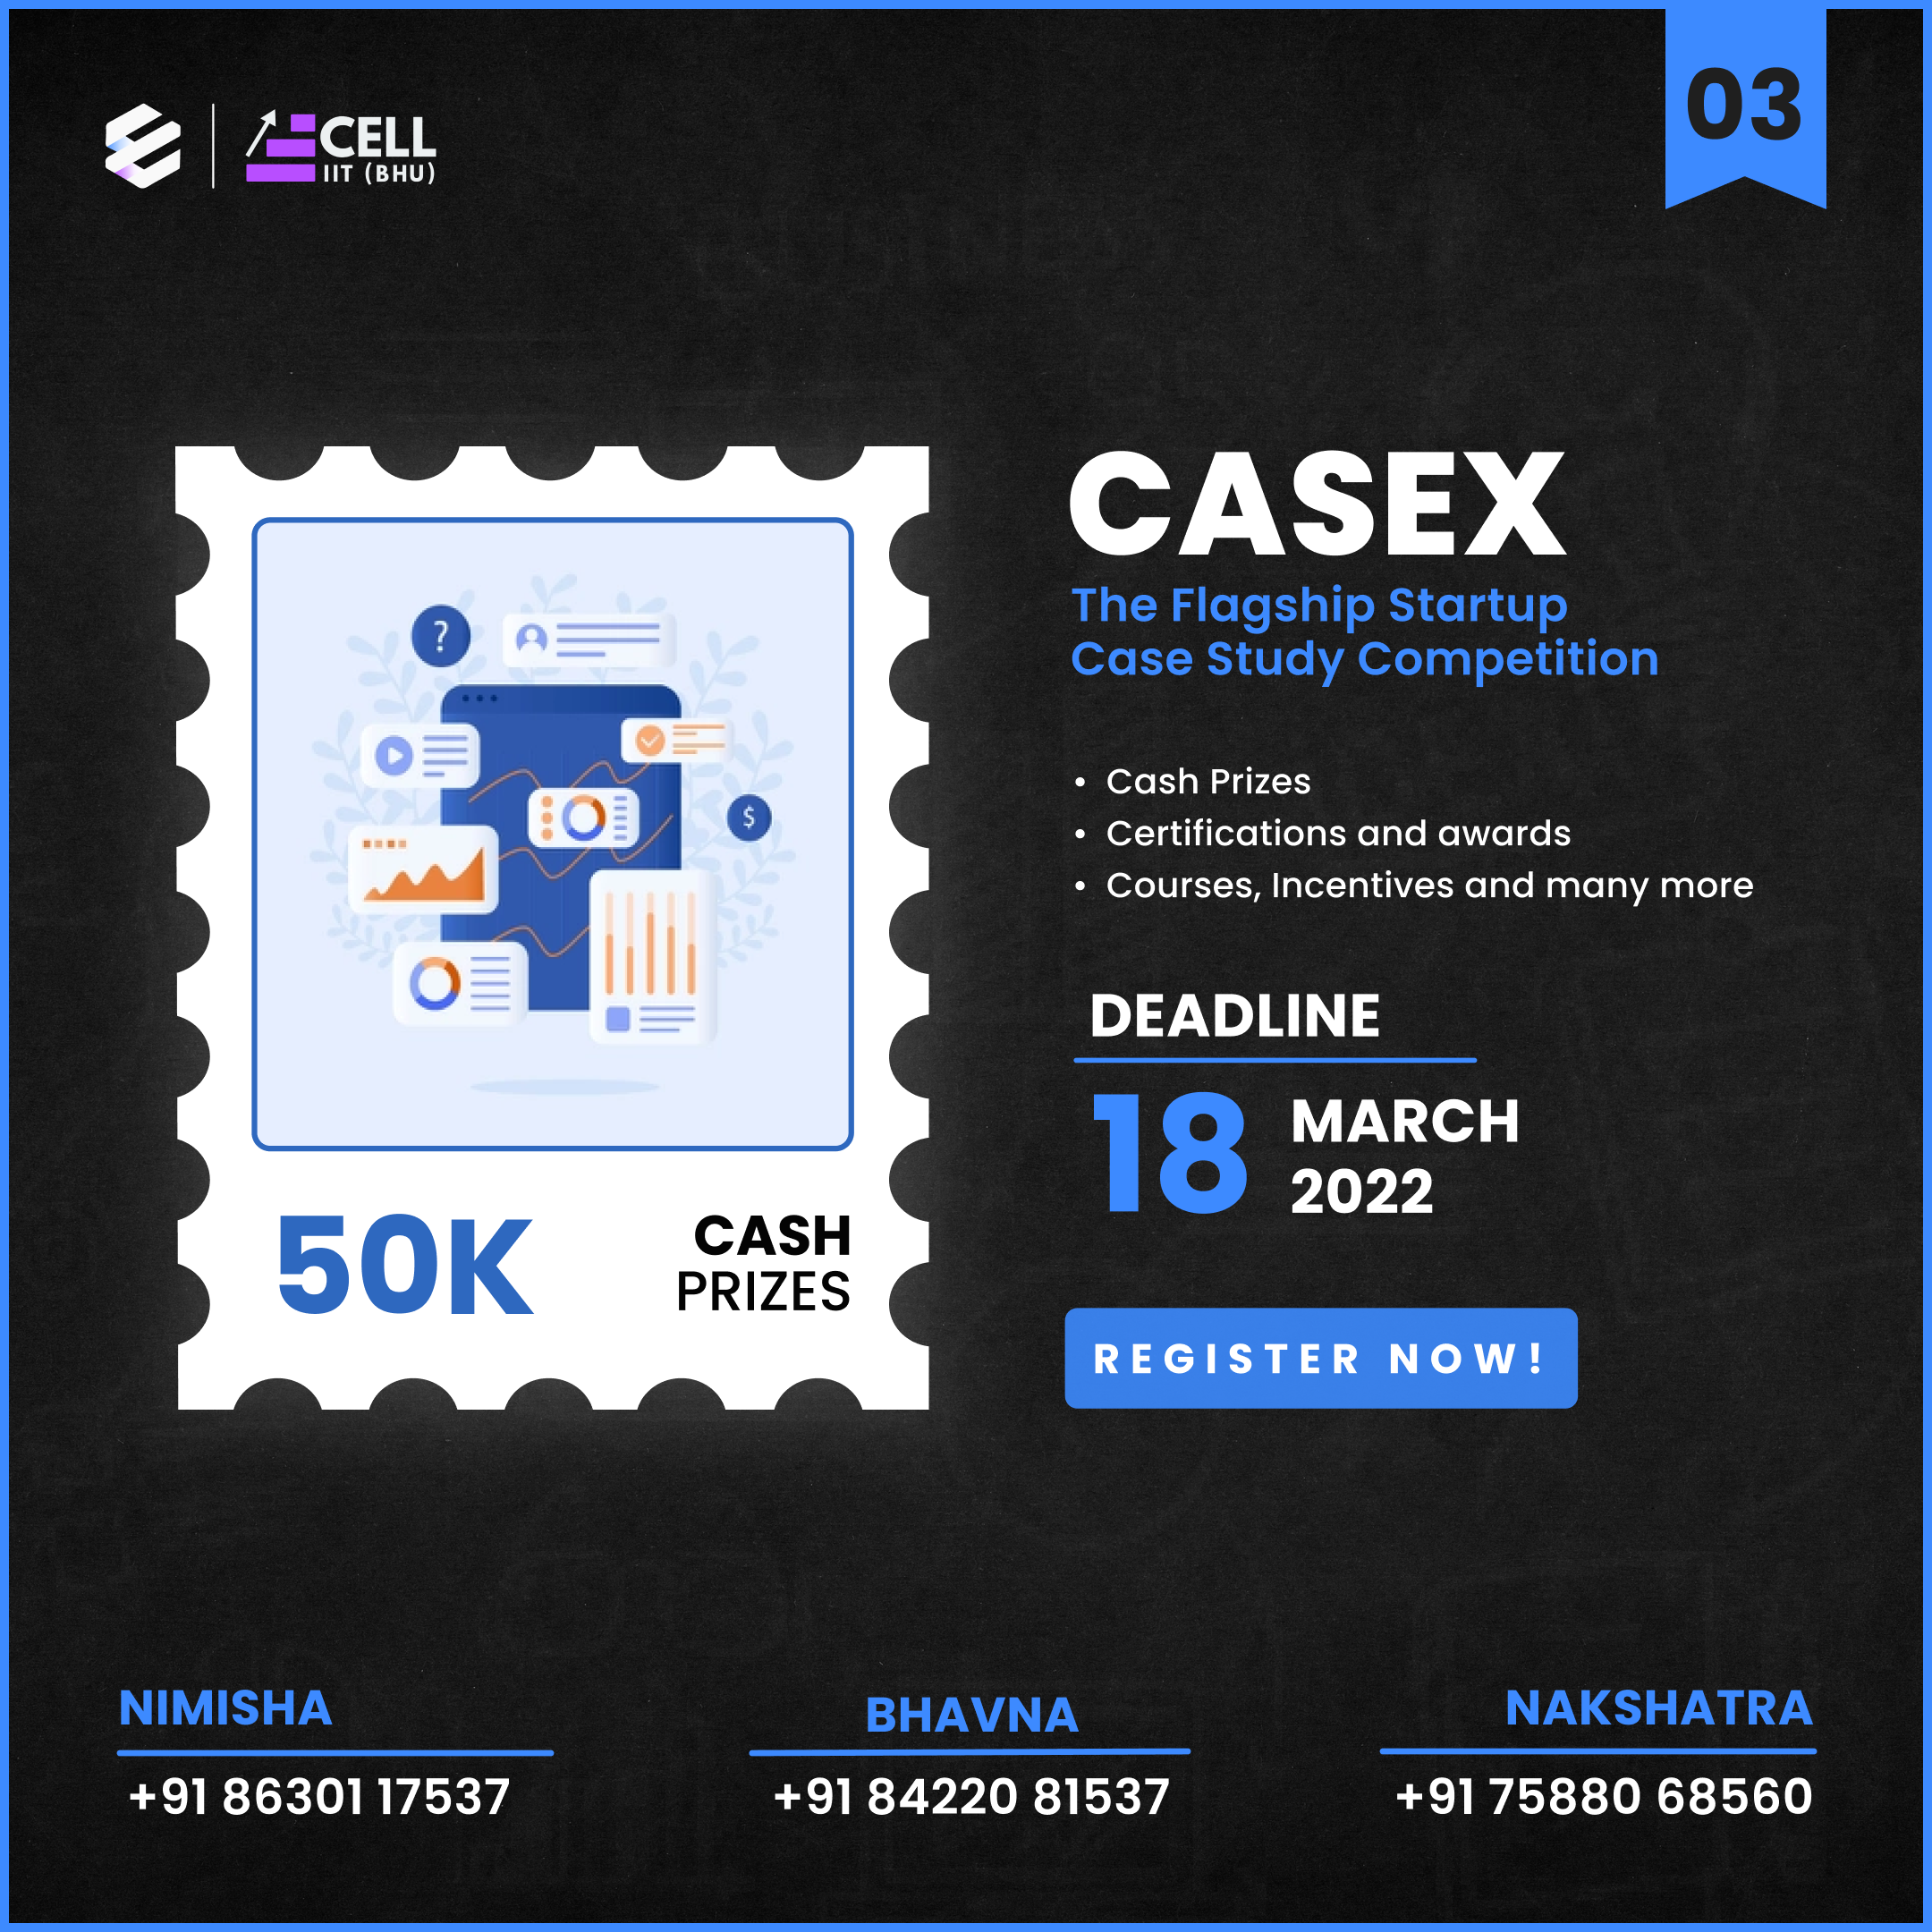 CELL
IIT (BHU)
03
CASEX
The Flagship Startup
Case Study Competition
• Cash Prizes
• Certifications and awards
• Courses, Incentives and many more
DEADLINE
18 MARCH
2022
REGISTER NOW!
?
$
50K
CASH
PRIZES
NIMISHA
+91 86301 17537
BHAVNA
+91 84220 81537
NAKSHATRA
+91 75880 68560